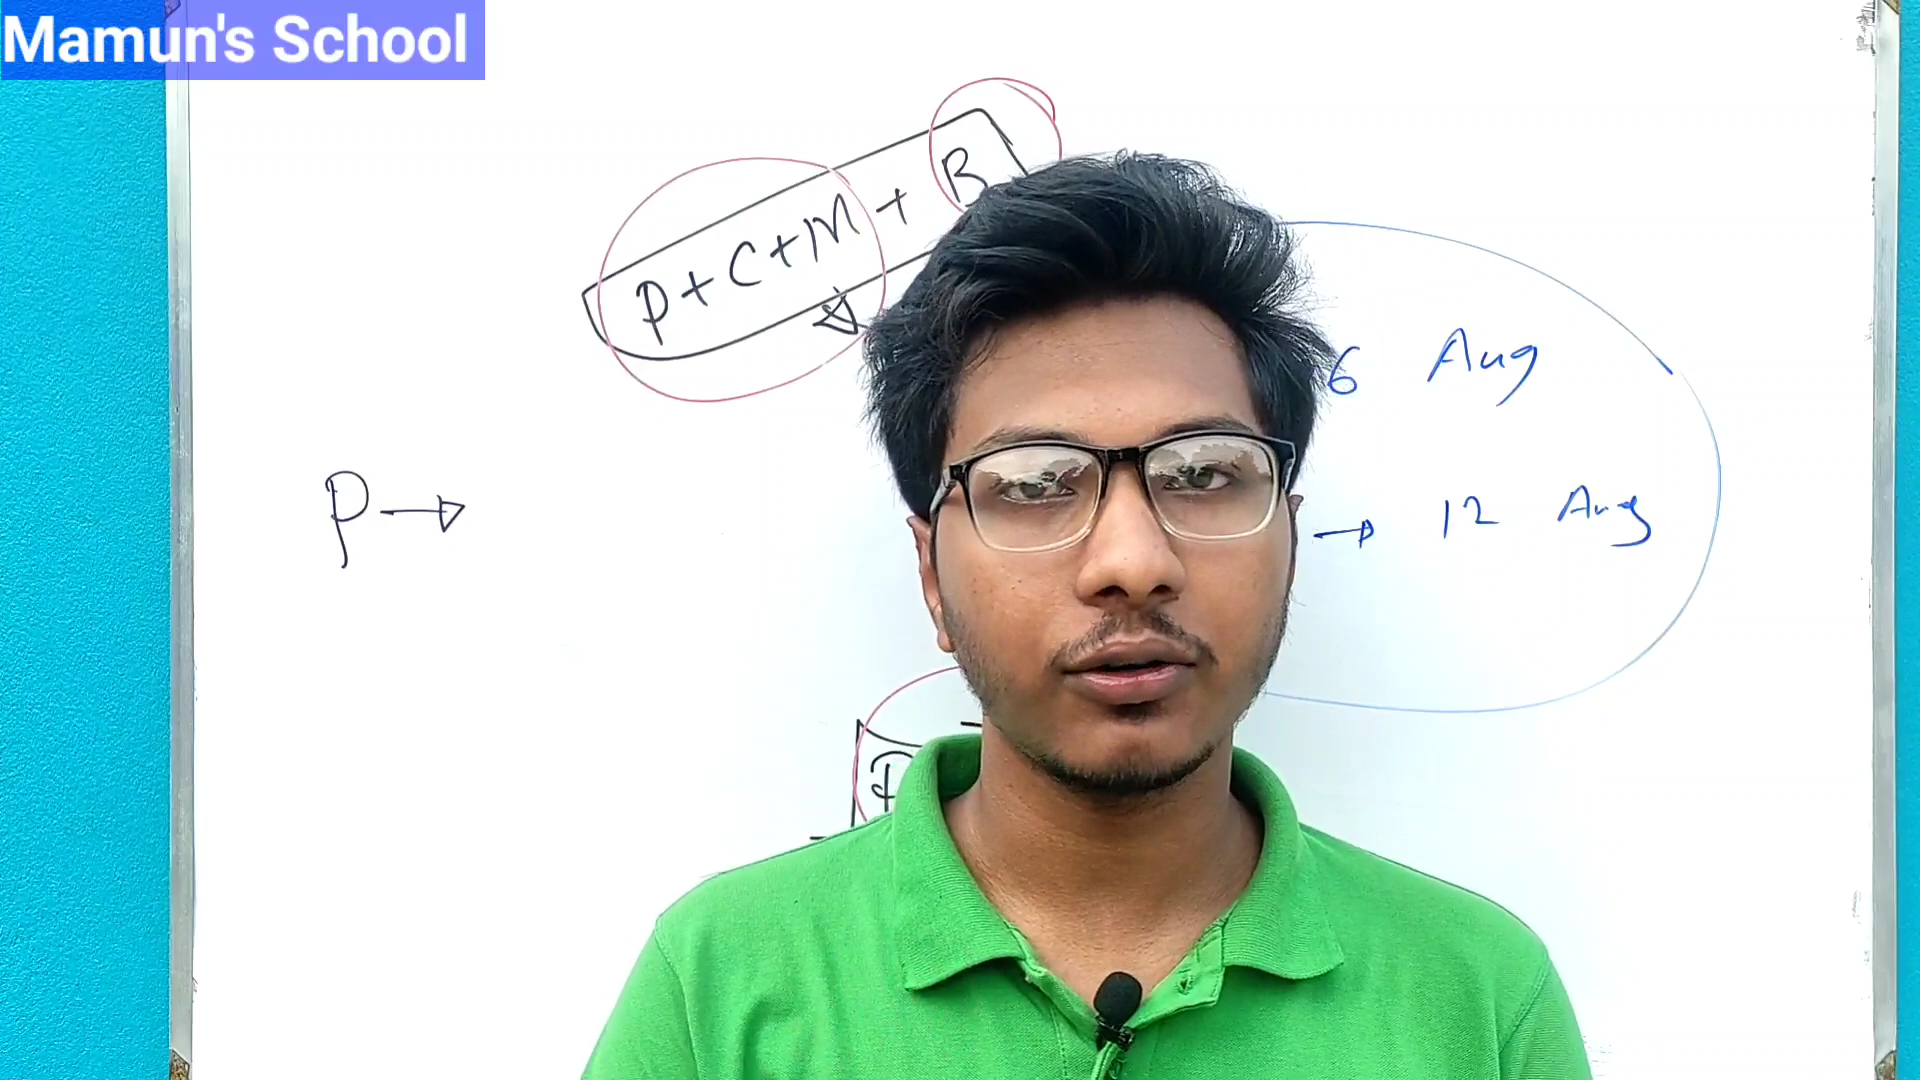 Mamun's School
P+C+M+B
6 Aug
P→
→ 12 Aug